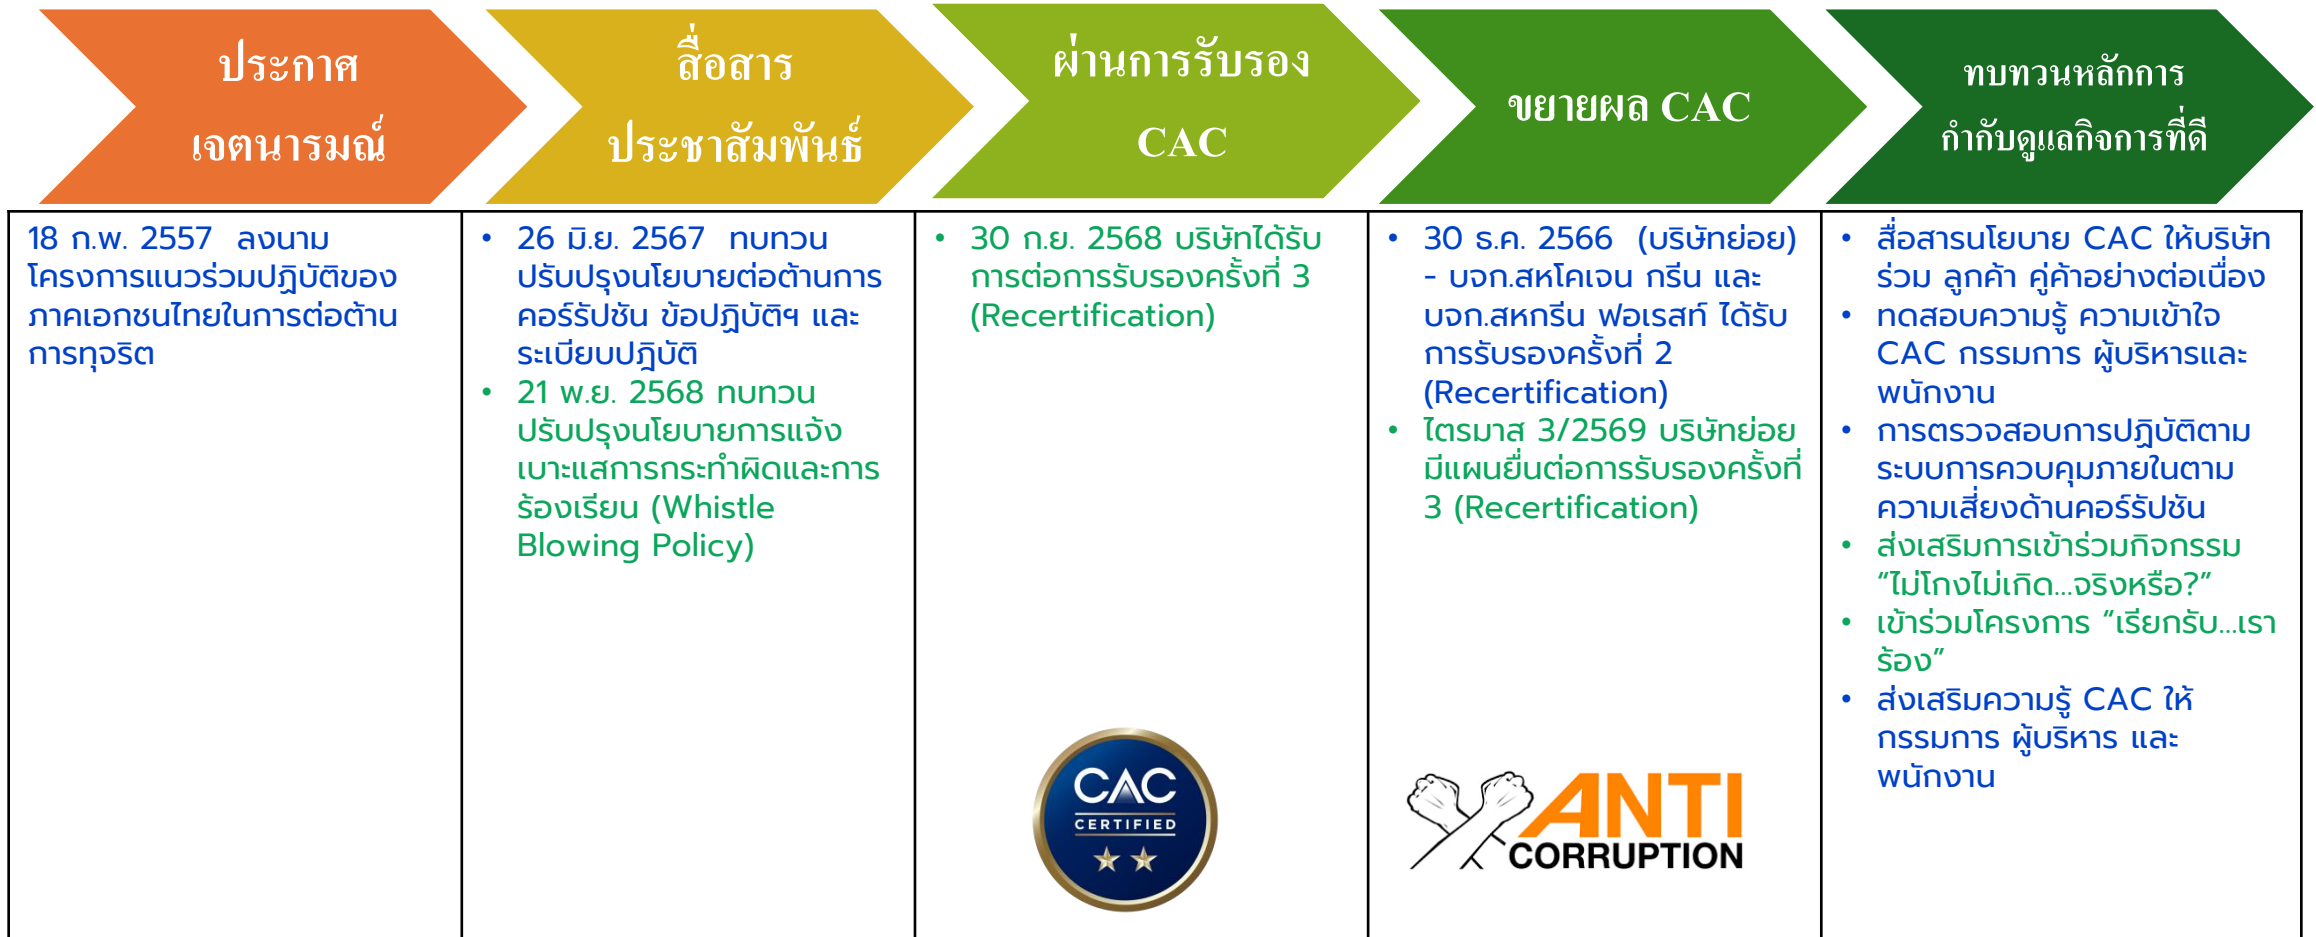 ประกาศ
เจตนารมณ์
สื่อสาร
ประชาสัมพันธ์
ผ่านการรับรอง
CAC
ขยายผล CAC
ทบทวนหลักการ
กำกับดูแลกิจการที่ดี
18 ก.พ. 2557 ลงนาม
โครงการแนวร่วมปฏิบัติของ
ภาคเอกชนไทยในการต่อต้าน
การทุจริต
• 26 มิ.ย. 2567 ทบทวน
ปรับปรุงนโยบายต่อต้านการ
คอร์รัปชัน ข้อปฏิบัติฯ และ
ระเบียบปฎิบัติ
• 21 พ.ย. 2568 ทบทวน
ปรับปรุงนโยบายการแจ้ง
เบาะแสการกระทำผิดและการ
ร้องเรียน (Whistle
Blowing Policy)
• 30 ก.ย. 2568 บริษัทได้รับ
การต่อการรับรองครั้งที่ 3
(Recertification)
CAC
CERTIFIED
• 30 ธ.ค. 2566 (บริษัทย่อย)
- บจก.สหโคเจน กรีน และ
บจก.สหกรีน ฟอเรสท์ ได้รับ
การรับรองครั้งที่ 2
(Recertification)
• ไตรมาส 3/2569 บริษัทย่อย
มีแผนยื่นต่อการรับรองครั้งที่
3 (Recertification)
ANTI
CORRUPTION
• สื่อสารนโยบาย CAC ให้บริษัท
ร่วม ลูกค้า คู่ค้าอย่างต่อเนื่อง
• ทดสอบความรู้ ความเข้าใจ
CAC กรรมการ ผู้บริหารและ
พนักงาน
• การตรวจสอบการปฏิบัติตาม
ระบบการควบคุมภายในตาม
ความเสี่ยงด้านคอร์รัปชัน
• ส่งเสริมการเข้าร่วมกิจกรรม
“ไม่โกงไม่เกิด...จริงหรือ?”
• เข้าร่วมโครงการ “เรียกรับ...เรา
ร้อง”
• ส่งเสริมความรู้ CAC ให้
กรรมการ ผู้บริหาร และ
พนักงาน